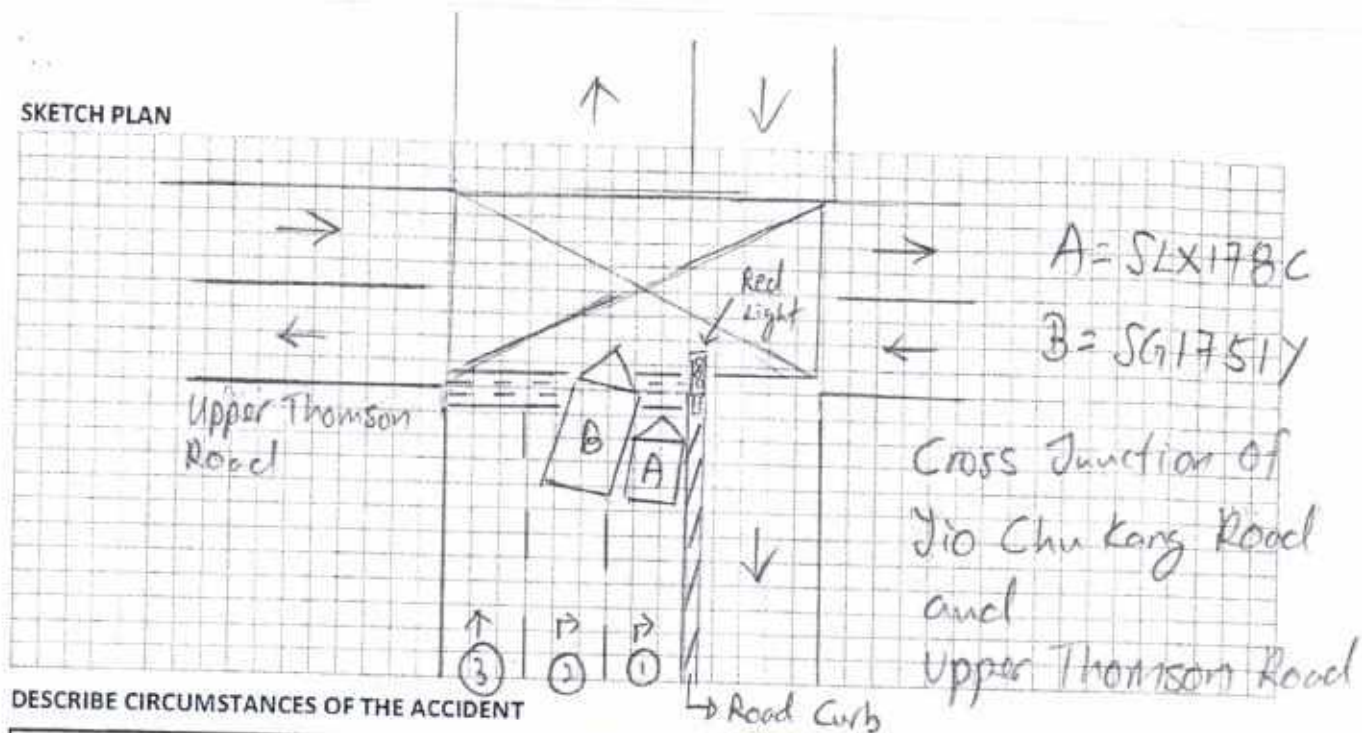 SKETCH PLAN
Red
Light
A= SLX178C
B= SG1751Y
Upper Thomson
Road
B
A
Cross Junction Of
Yio Chu Kang Road
and
Upper Thomson Road
3 2 1
Road Curb
DESCRIBE CIRCUMSTANCES OF THE ACCIDENT